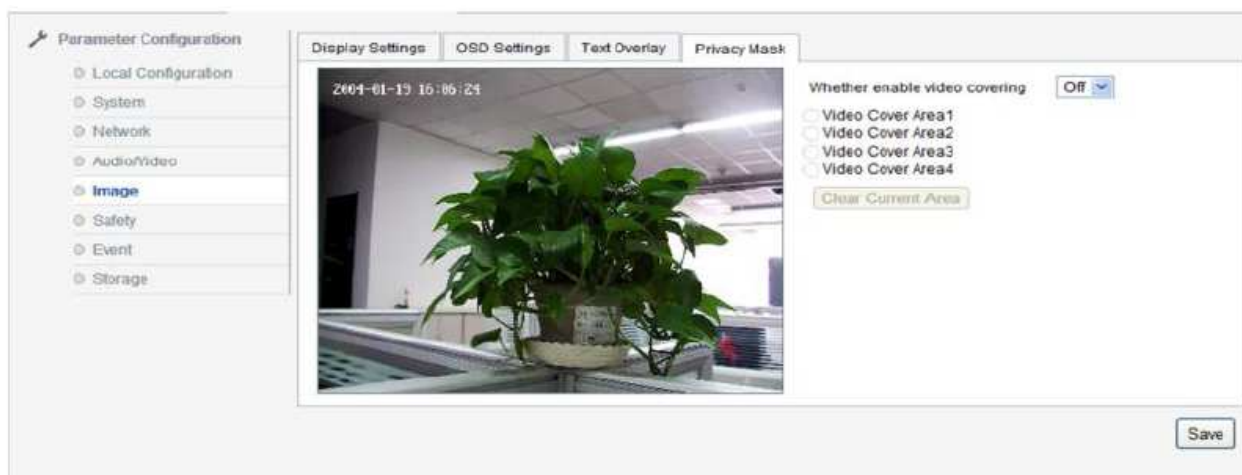 Parameter Configuration
Local Configuration
System
Network
Audio/Video
Image
Safety
Event
Storage
Display Settings
OSD Settings
Text Overlay
Privacy Mask
2004-01-19 16:06:24
Whether enable video covering
Off
Video Cover Area1
Video Cover Area2
Video Cover Area3
Video Cover Area4
Clear Current Area
Save